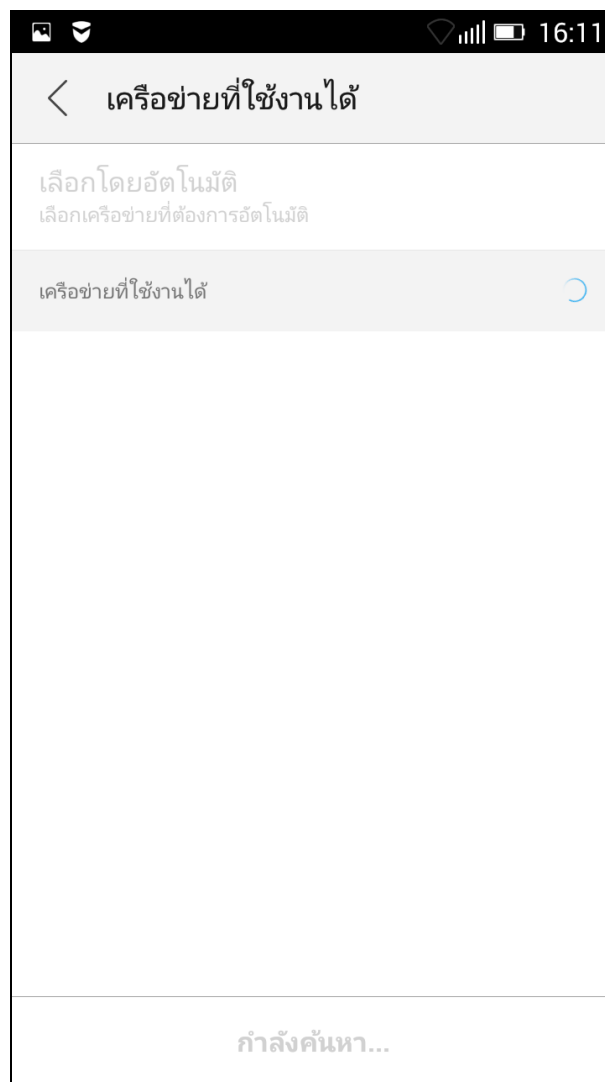 16:11
เครือข่ายที่ใช้งานได้
เลือกโดยอัตโนมัติ
เลือกเครือข่ายที่ต้องการอัตโนมัติ
เครือข่ายที่ใช้งานได้
กำลังค้นหา...